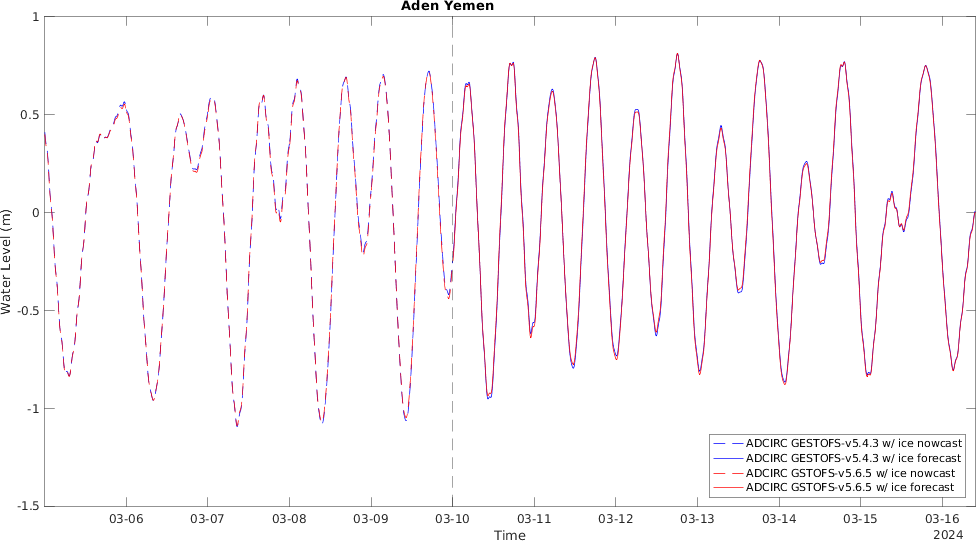 Aden Yemen
1
0.5
0
-0.5
-1
-1.5
Water Level (m)
ADCIRC GESTOFS-v5.4.3 w/ ice nowcast
ADCIRC GESTOFS-v5.4.3 w/ ice forecast
ADCIRC GSTOFS-v5.6.5 w/ ice nowcast
ADCIRC GSTOFS-v5.6.5 w/ ice forecast
03-06 03-07 03-08 03-09 03-10 03-11 03-12 03-13 03-14 03-15 03-16
Time
2024